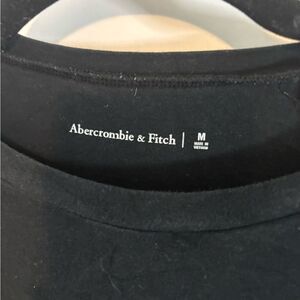 Abercrombie & Fitch | M
MADE IN
VIETNAM